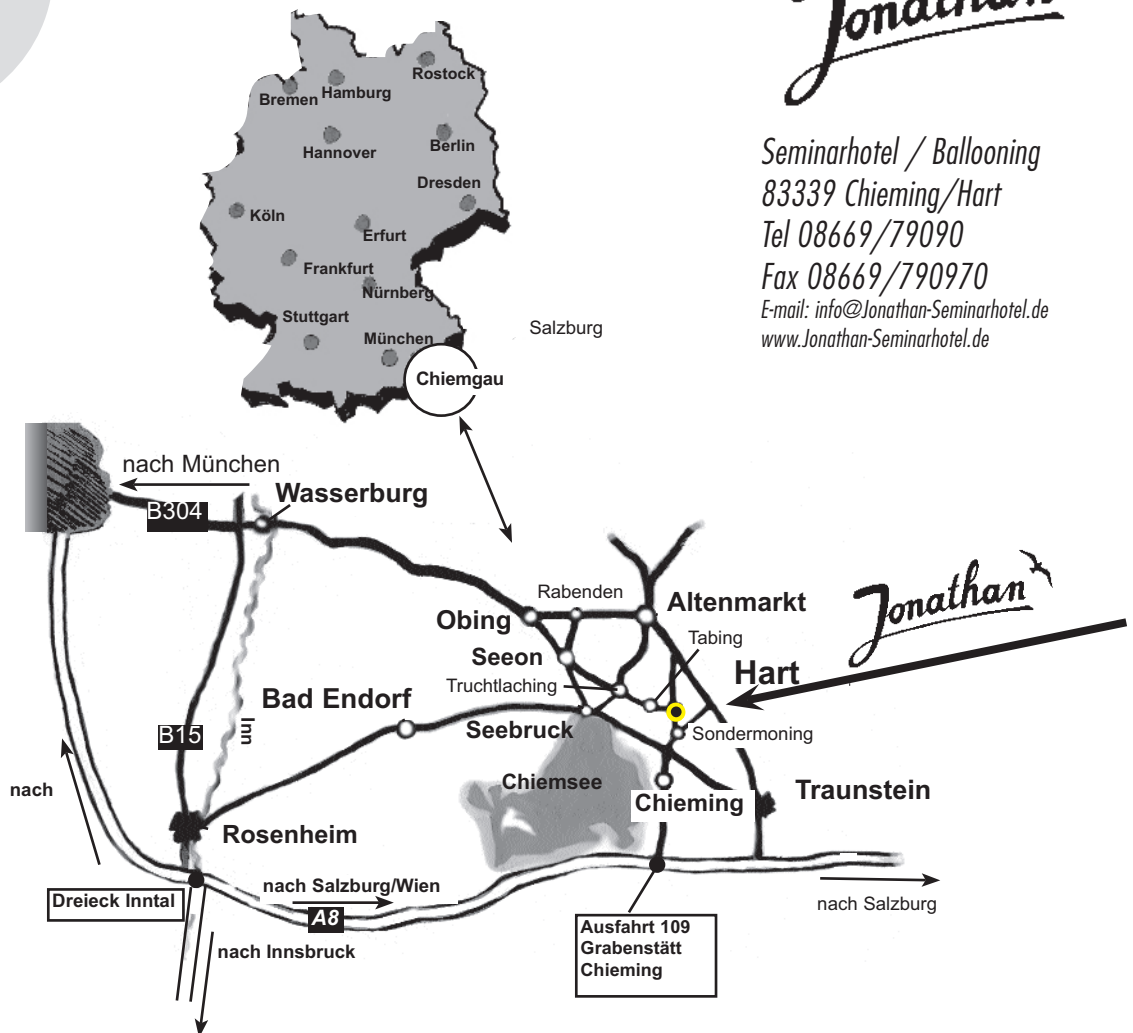 Jonathan
Seminarhotel / Ballooning
83339 Chieming/Hart
Tel 08669/79090
Fax 08669/790970
E-mail: info@Jonathan-Seminarhotel.de
www.Jonathan-Seminarhotel.de
Rostock
Bremen
Hamburg
Hannover
Berlin
Dresden
Köln
Erfurt
Frankfurt
Nürnberg
Stuttgart
München
Chiemgau
Salzburg
nach München
B304
Wasserburg
Rabenden
Obing
Altenmarkt
Jonathan
Seeon
Tabing
Truchtlaching
Hart
Bad Endorf
Inn
B15
Seebruck
Sondermoning
Chiemsee
nach
Chieming
Traunstein
Rosenheim
Dreieck Inntal
nach Salzburg/Wien
A8
nach Salzburg
nach Innsbruck
Ausfahrt 109
Grabenstätt
Chieming